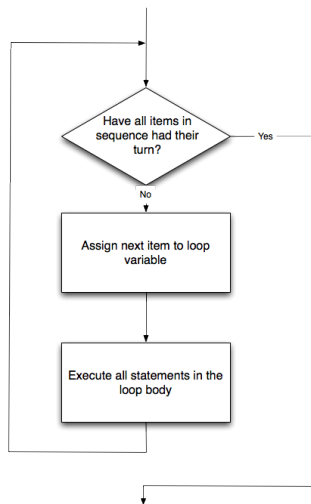 Have all items in
sequence had their
turn?
Yes
No
Assign next item to loop
variable
Execute all statements in the
loop body